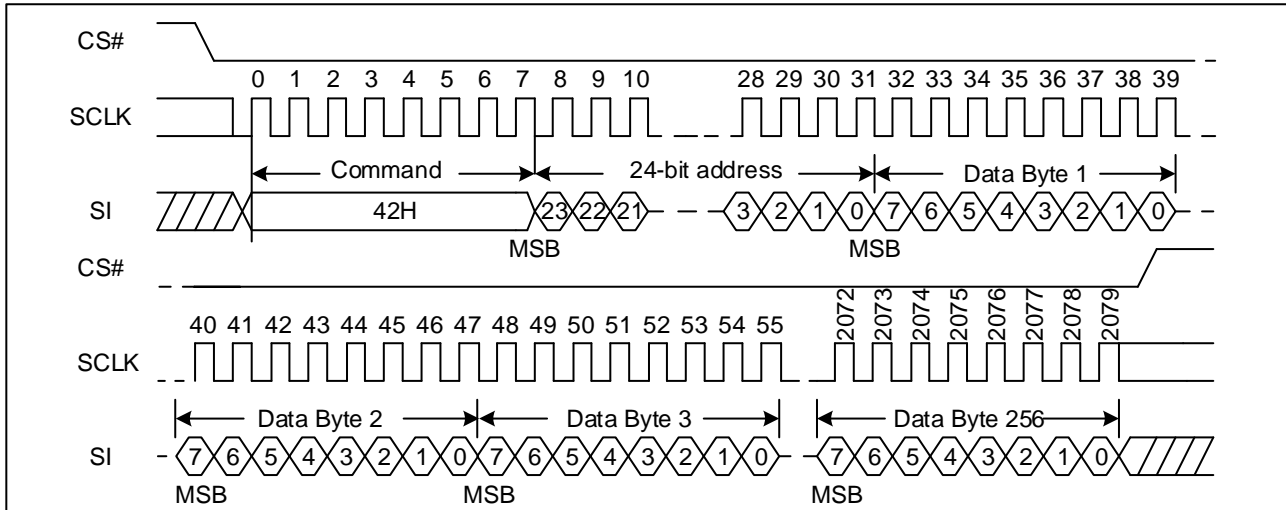 CS#
0 1 2 3 4 5 6 7 8 9 10 28 29 30 31 32 33 34 35 36 37 38 39
SCLK
Command 24-bit address Data Byte 1
SI 42H 23 22 21 3 2 1 0 7 6 5 4 3 2 1 0
MSB MSB
CS#
40 41 42 43 44 45 46 47 48 49 50 51 52 53 54 55 2072 2073 2074 2075 2076 2077 2078 2079
SCLK
Data Byte 2 Data Byte 3 Data Byte 256
SI 7 6 5 4 3 2 1 0 7 6 5 4 3 2 1 0 7 6 5 4 3 2 1 0
MSB MSB MSB